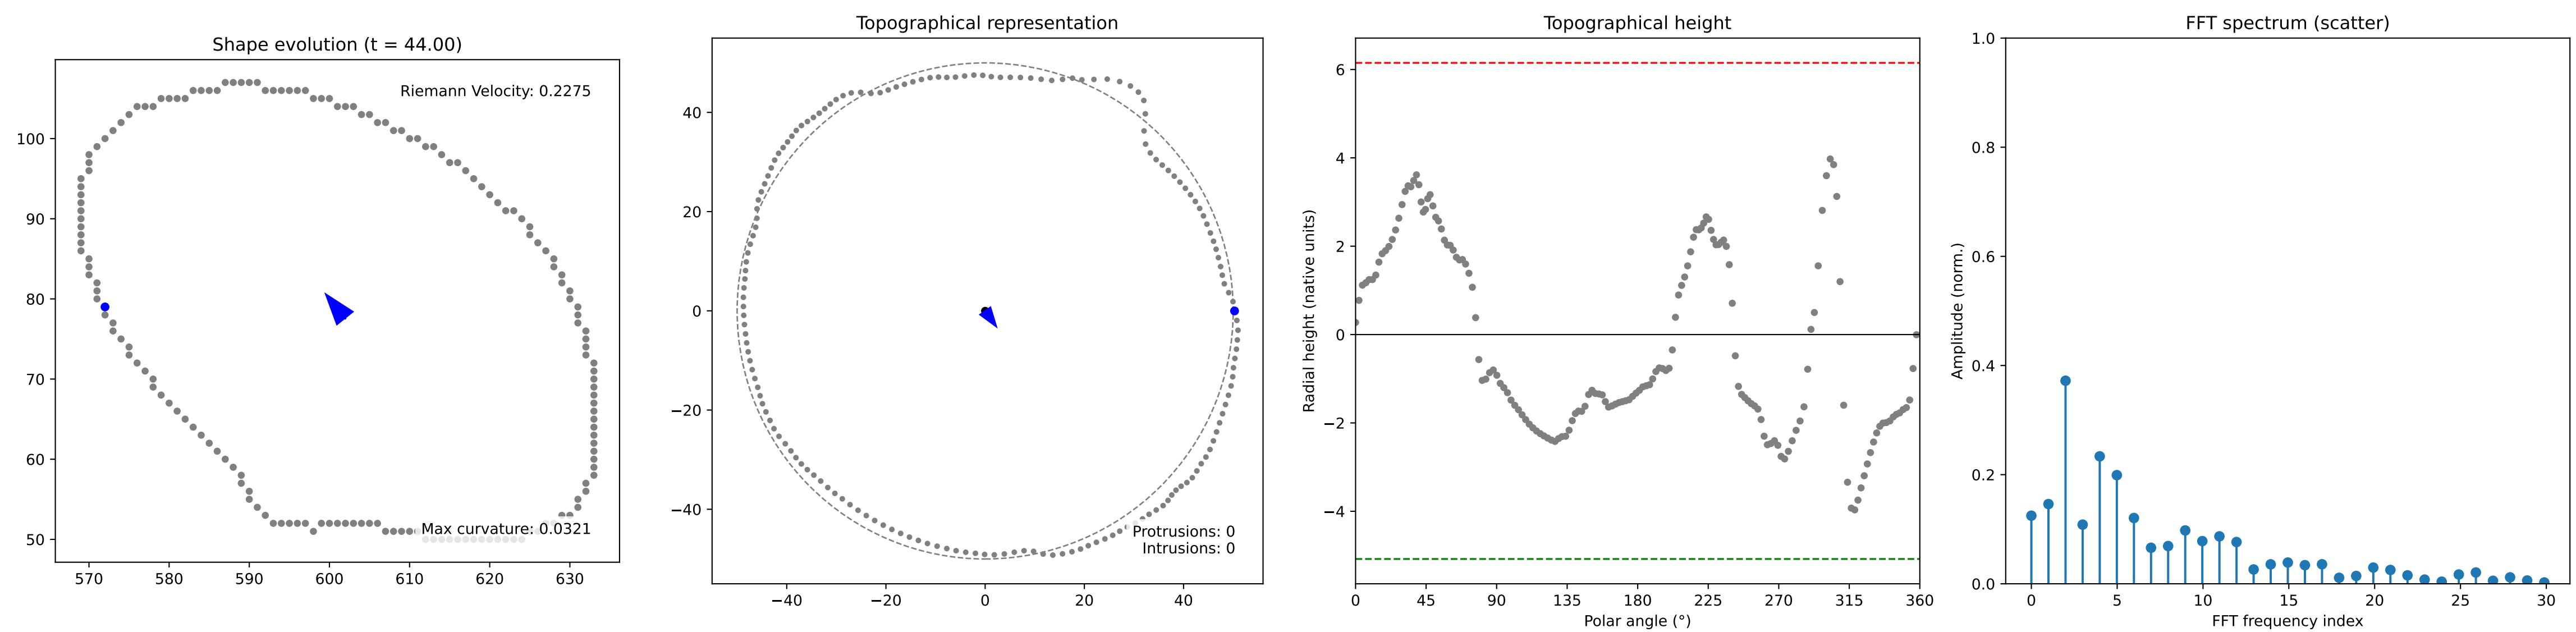 Shape evolution (t = 44.00)
Riemann Velocity: 0.2275
Max curvature: 0.0321
100
90
80
70
60
50
570 580 590 600 610 620 630
Topographical representation
Protrusions: 0
Intrusions: 0
40
20
0
−20
−40
−40 −20 0 20 40
Topographical height
Radial height (native units)
6
4
2
0
−2
−4
0 45 90 135 180 225 270 315 360
Polar angle (°)
FFT spectrum (scatter)
Amplitude (norm.)
1.0
0.8
0.6
0.4
0.2
0.0
0 5 10 15 20 25 30
FFT frequency index